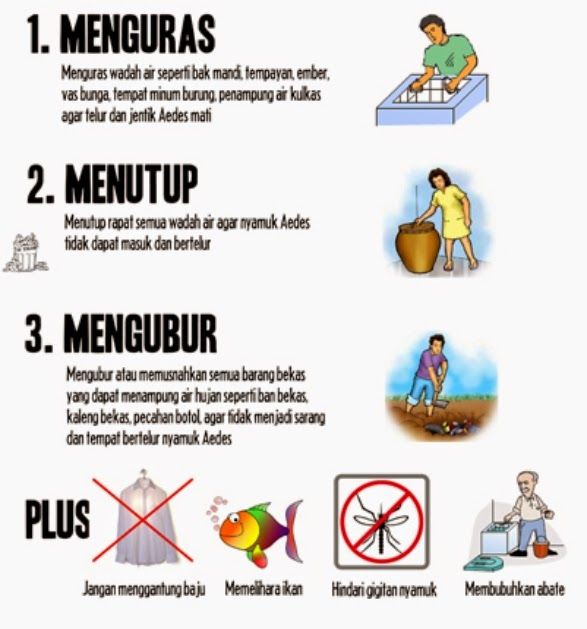 1. MENGURAS
Menguras wadah air seperti bak mandi, tempayan, ember,
vas bunga, tempat minum burung, penampung air kulkas
agar telur dan jentik Aedes mati
2. MENUTUP
Menutup rapat semua wadah air agar nyamuk Aedes
tidak dapat masuk dan bertelur
3. MENGUBUR
Mengubur atau memusnahkan semua barang bekas
yang dapat menampung air hujan seperti ban bekas,
kaleng bekas, pecahan botol, agar tidak menjadi sarang
dan tempat bertelur nyamuk Aedes
PLUS
Jangan menggantung baju
Memelihara ikan
Hindari gigitan nyamuk
Membubuhkan abate